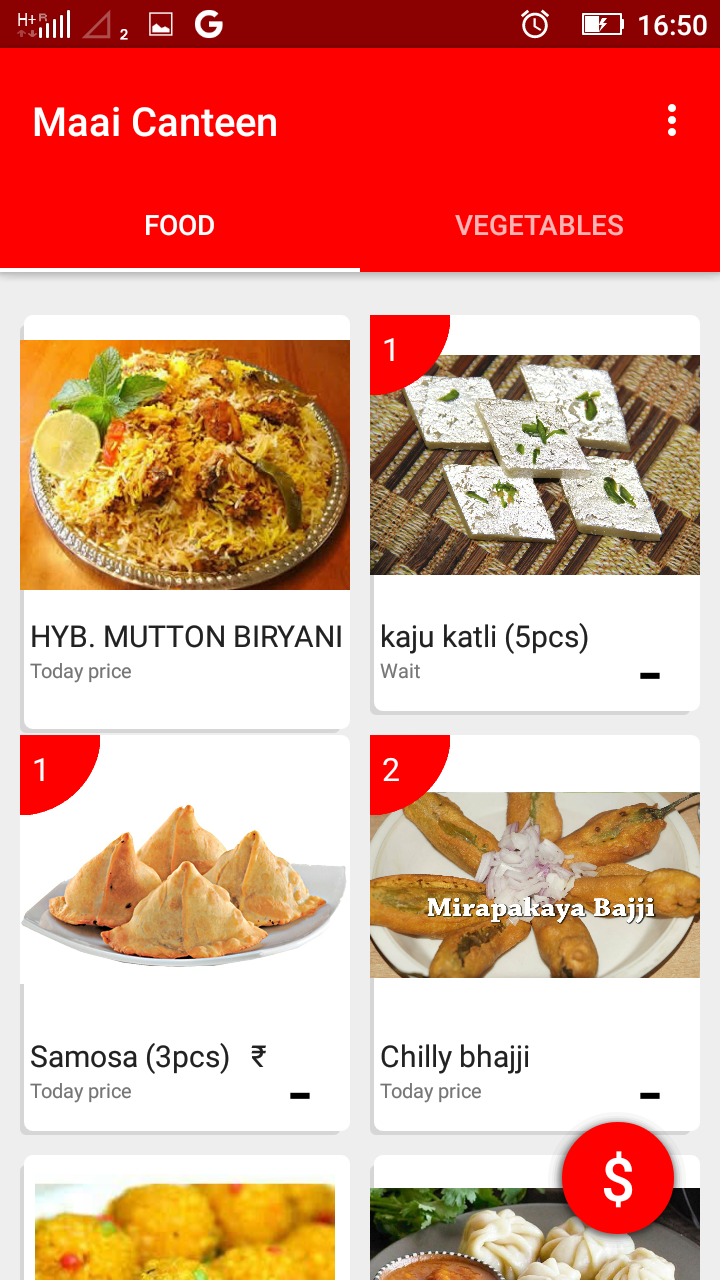 H+ R 2 G 16:50
Maai Canteen
FOOD VEGETABLES
1
HYB. MUTTON BIRYANI
Today price
kaju katli (5pcs)
Wait
1
2
Mirapakaya Bajji
Samosa (3pcs) ₹
Today price
Chilly bhajji
Today price
$